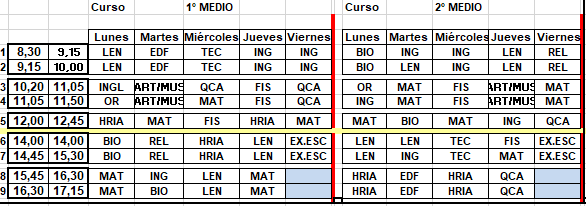 Curso 1º MEDIO Curso 2º MEDIO
Lunes Martes Miércoles Jueves Viernes Lunes Martes Miércoles Jueves Viernes
1 8,30 9,15 LEN EDF TEC ING ING BIO ING ING LEN REL
2 9,15 10,00 LEN EDF TEC ING ING BIO LEN ING LEN REL
3 10,20 11,05 INGL ART/MUS QCA FIS QCA OR MAT FIS ART/MUS MAT
4 11,05 11,50 OR ART/MUS MAT FIS QCA ING MAT FIS ART/MUS MAT
5 12,00 12,45 HRIA MAT FIS HRIA MAT MAT BIO MAT ING QCA
6 14,00 14,00 BIO REL HRIA LEN EX.ESC LEN LEN TEC FIS EX.ESC
7 14,45 15,30 BIO REL HRIA LEN EX.ESC LEN ING TEC MAT EX.ESC
8 15,45 16,30 MAT ING LEN MAT HRIA EDF HRIA QCA
9 16,30 17,15 MAT BIO LEN MAT HRIA EDF HRIA QCA